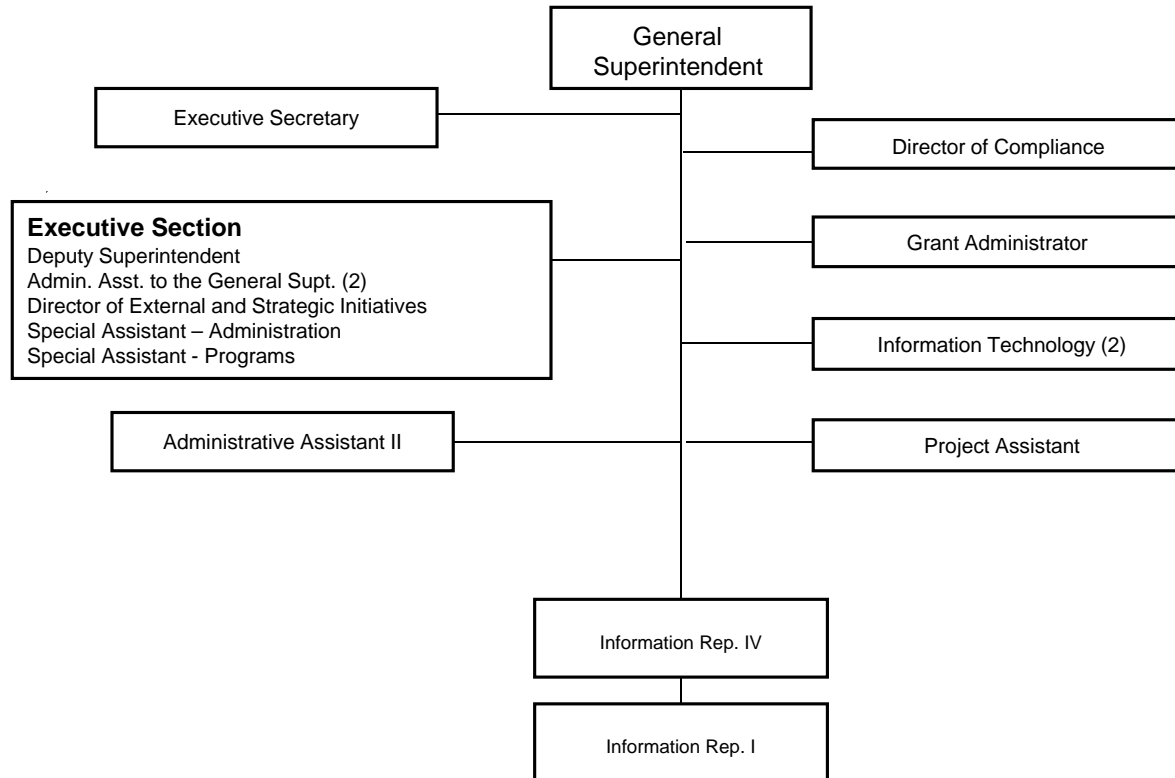 General
Superintendent
Executive Secretary
Director of Compliance
Executive Section
Deputy Superintendent
Admin. Asst. to the General Supt. (2)
Director of External and Strategic Initiatives
Special Assistant – Administration
Special Assistant - Programs
Grant Administrator
Information Technology (2)
Administrative Assistant II
Project Assistant
Information Rep. IV
Information Rep. I